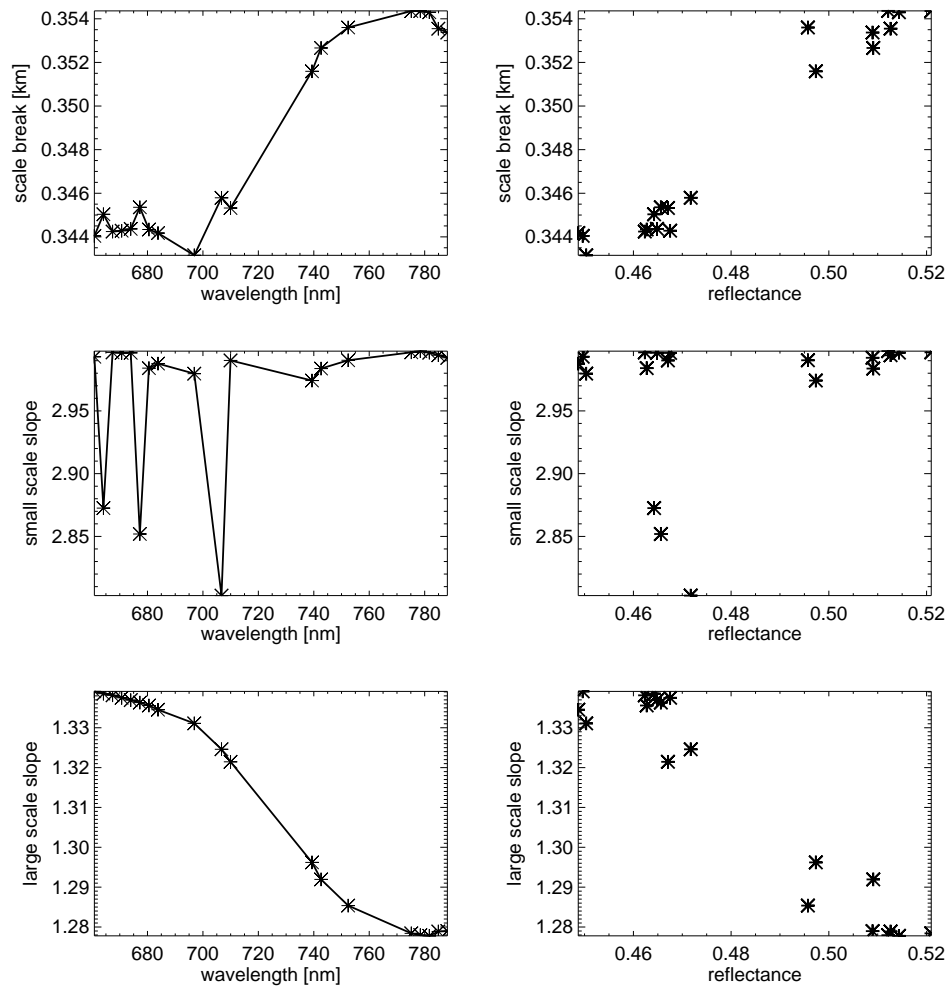 scale break [km]
0.354
0.352
0.350
0.348
0.346
0.344
680 700 720 740 760 780
wavelength [nm]
scale break [km]
0.354
0.352
0.350
0.348
0.346
0.344
0.46 0.48 0.50 0.52
reflectance
small scale slope
2.95
2.90
2.85
680 700 720 740 760 780
wavelength [nm]
small scale slope
2.95
2.90
2.85
0.46 0.48 0.50 0.52
reflectance
large scale slope
1.33
1.32
1.31
1.30
1.29
1.28
680 700 720 740 760 780
wavelength [nm]
large scale slope
1.33
1.32
1.31
1.30
1.29
1.28
0.46 0.48 0.50 0.52
reflectance